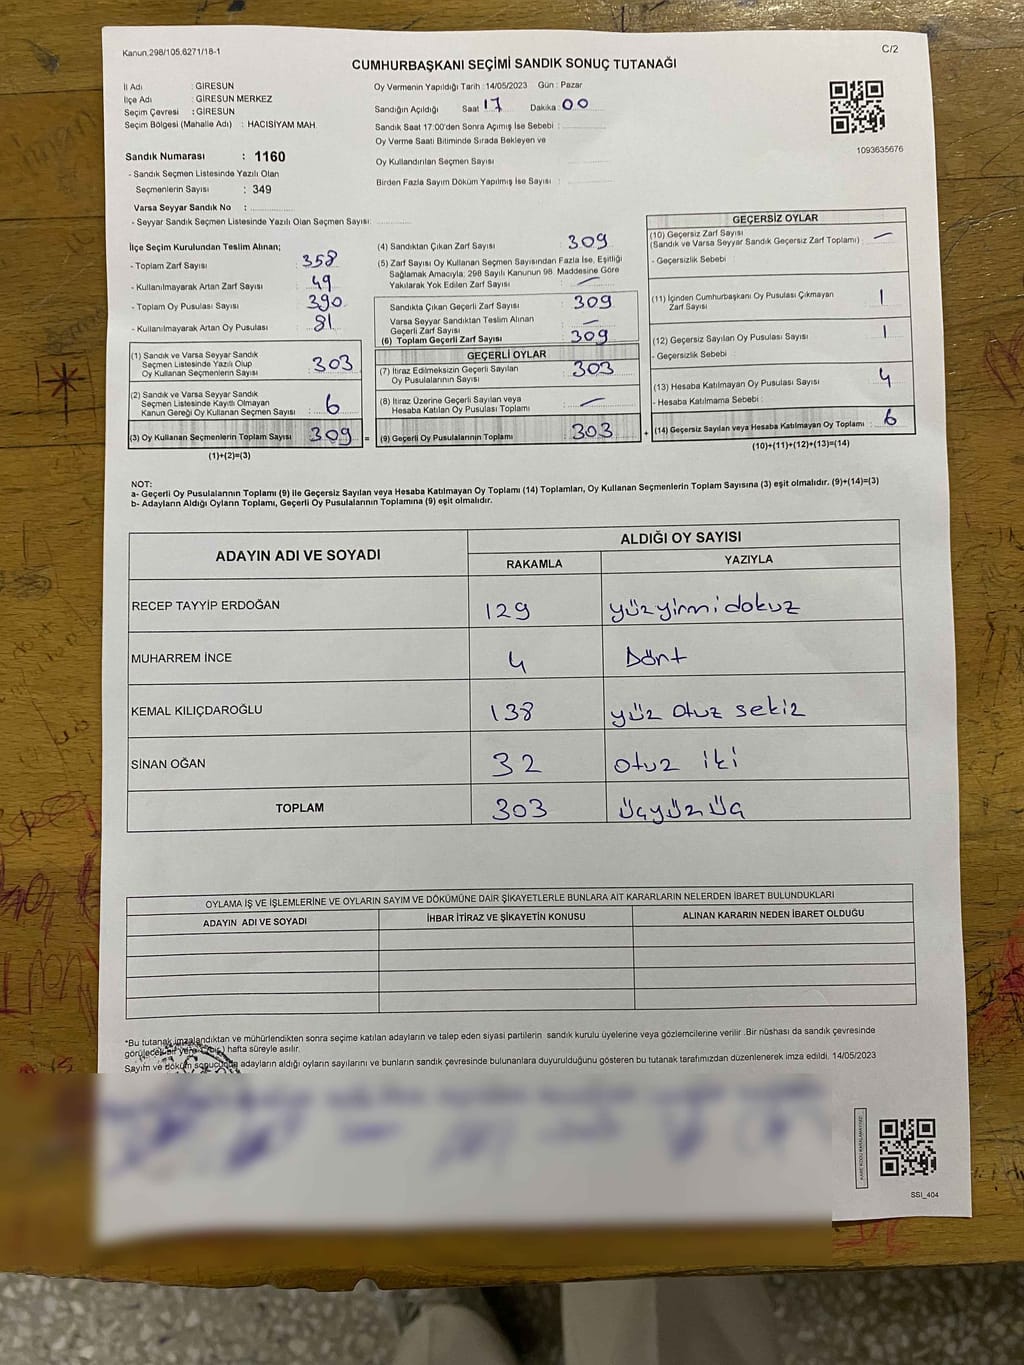 Kanun.298/105.6271/18-1
C/2
CUMHURBAŞKANI SEÇİMİ SANDIK SONUÇ TUTANAĞI
İl Adı : GİRESUN
İlçe Adı : GİRESUN MERKEZ
Seçim Çevresi : GİRESUN
Seçim Bölgesi (Mahalle Adı) : HACISİYAM MAH.
Oy Vermenin Yapıldığı Tarih : 14/05/2023 Gün : Pazar
Sandığın Açıldığı Saat 17 Dakika 00
Sandık Saat 17:00'den Sonra Açımış İse Sebebi :
Oy Verme Saati Bitiminde Sırada Bekleyen ve
Oy Kullandırılan Seçmen Sayısı
Birden Fazla Sayım Döküm Yapılmış İse Sayısı :
1093635676
Sandık Numarası : 1160
- Sandık Seçmen Listesinde Yazılı Olan
Seçmenlerin Sayısı : 349
Varsa Seyyar Sandık No :
- Seyyar Sandık Seçmen Listesinde Yazılı Olan Seçmen Sayısı:
İlçe Seçim Kurulundan Teslim Alınan;
- Toplam Zarf Sayısı 358
- Kullanılmayarak Artan Zarf Sayısı 49
- Toplam Oy Pusulası Sayısı 390
- Kullanılmayarak Artan Oy Pusulası 81
(1) Sandık ve Varsa Seyyar Sandık
Seçmen Listesinde Yazılı Olup
Oy Kullanan Seçmenlerin Sayısı 303
(2) Sandık ve Varsa Seyyar Sandık
Seçmen Listesinde Kayıtlı Olmayan
Kanun Gereği Oy Kullanan Seçmen Sayısı : 6
(3) Oy Kullanan Seçmenlerin Toplam Sayısı 309 =
(1)+(2)=(3)
(4) Sandıktan Çıkan Zarf Sayısı : 309
(5) Zarf Sayısı Oy Kullanan Seçmen Sayısından Fazla İse, Eşitliği
Sağlamak Amacıyla; 298 Sayılı Kanunun 98. Maddesine Göre
Yakılarak Yok Edilen Zarf Sayısı : —
Sandıkta Çıkan Geçerli Zarf Sayısı : 309
Varsa Seyyar Sandıktan Teslim Alınan
Geçerli Zarf Sayısı : —
(6) Toplam Geçerli Zarf Sayısı : 309
GEÇERLİ OYLAR
(7) İtiraz Edilmeksizin Geçerli Sayılan
Oy Pusulalarının Sayısı : 303
(8) İtiraz Üzerine Geçerli Sayılan veya
Hesaba Katılan Oy Pusulası Toplamı : —
(9) Geçerli Oy Pusulalarının Toplamı : 303 +
GEÇERSİZ OYLAR
(10) Geçersiz Zarf Sayısı
(Sandık ve Varsa Seyyar Sandık Geçersiz Zarf Toplamı) : —
- Geçersizlik Sebebi :
(11) İçinden Cumhurbaşkanı Oy Pusulası Çıkmayan
Zarf Sayısı : 1
(12) Geçersiz Sayılan Oy Pusulası Sayısı : 1
- Geçersizlik Sebebi :
(13) Hesaba Katılmayan Oy Pusulası Sayısı : 4
- Hesaba Katılmama Sebebi :
(14) Geçersiz Sayılan veya Hesaba Katılmayan Oy Toplamı : 6
(10)+(11)+(12)+(13)=(14)
NOT:
a- Geçerli Oy Pusulalarının Toplamı (9) ile Geçersiz Sayılan veya Hesaba Katılmayan Oy Toplamı (14) Toplamları, Oy Kullanan Seçmenlerin Toplam Sayısına (3) eşit olmalıdır. (9)+(14)=(3)
b- Adayların Aldığı Oyların Toplamı, Geçerli Oy Pusulalarının Toplamına (9) eşit olmalıdır.
ADAYIN ADI VE SOYADI ALDIĞI OY SAYISI
RAKAMLA YAZIYLA
RECEP TAYYİP ERDOĞAN 129 yüzyirmidokuz
MUHARREM İNCE 4 Dört
KEMAL KILIÇDAROĞLU 138 yüz otuz sekiz
SİNAN OĞAN 32 otuz iki
TOPLAM 303 üçyüzüç
OYLAMA İŞ VE İŞLEMLERİNE VE OYLARIN SAYIM VE DÖKÜMÜNE DAİR ŞİKAYETLERLE BUNLARA AİT KARARLARIN NELERDEN İBARET BULUNDUKLARI
ADAYIN ADI VE SOYADI İHBAR İTİRAZ VE ŞİKAYETİN KONUSU ALINAN KARARIN NEDEN İBARET OLDUĞU
*Bu tutanak imzalandıktan ve mühürlendikten sonra seçime katılan adayların ve talep eden siyasi partilerin sandık kurulu üyelerine veya gözlemcilerine verilir. Bir nüshası da sandık çevresinde
görülecek bir yere (bir) hafta süreyle asılır.
Sayım ve döküm sonucunda adayların aldığı oyların sayılarını ve bunların sandık çevresinde bulunanlara duyurulduğunu gösteren bu tutanak tarafımızdan düzenlenerek imza edildi. 14/05/2023
SSI_404